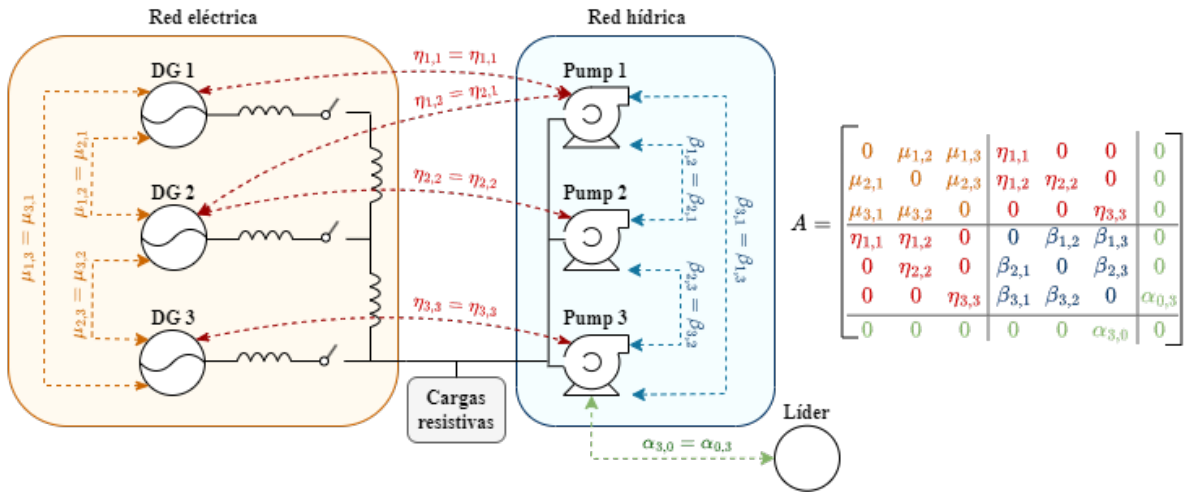 Red eléctrica
Red hídrica
DG 1
DG 2
DG 3
μ1,3 = μ3,1
μ1,2 = μ2,1
μ2,3 = μ3,2
η1,1 = η1,1
η1,2 = η2,1
η2,2 = η2,2
η3,3 = η3,3
Pump 1
Pump 2
Pump 3
β1,2 = β2,1
β2,3 = β3,2
β3,1 = β1,3
Cargas
resistivas
α3,0 = α0,3
Líder
A =
0 μ1,2 μ1,3 η1,1 0 0 0
μ2,1 0 μ2,3 η1,2 η2,2 0 0
μ3,1 μ3,2 0 0 0 η3,3 0
η1,1 η1,2 0 0 β1,2 β1,3 0
0 η2,2 0 β2,1 0 β2,3 0
0 0 η3,3 β3,1 β3,2 0 α0,3
0 0 0 0 0 α3,0 0